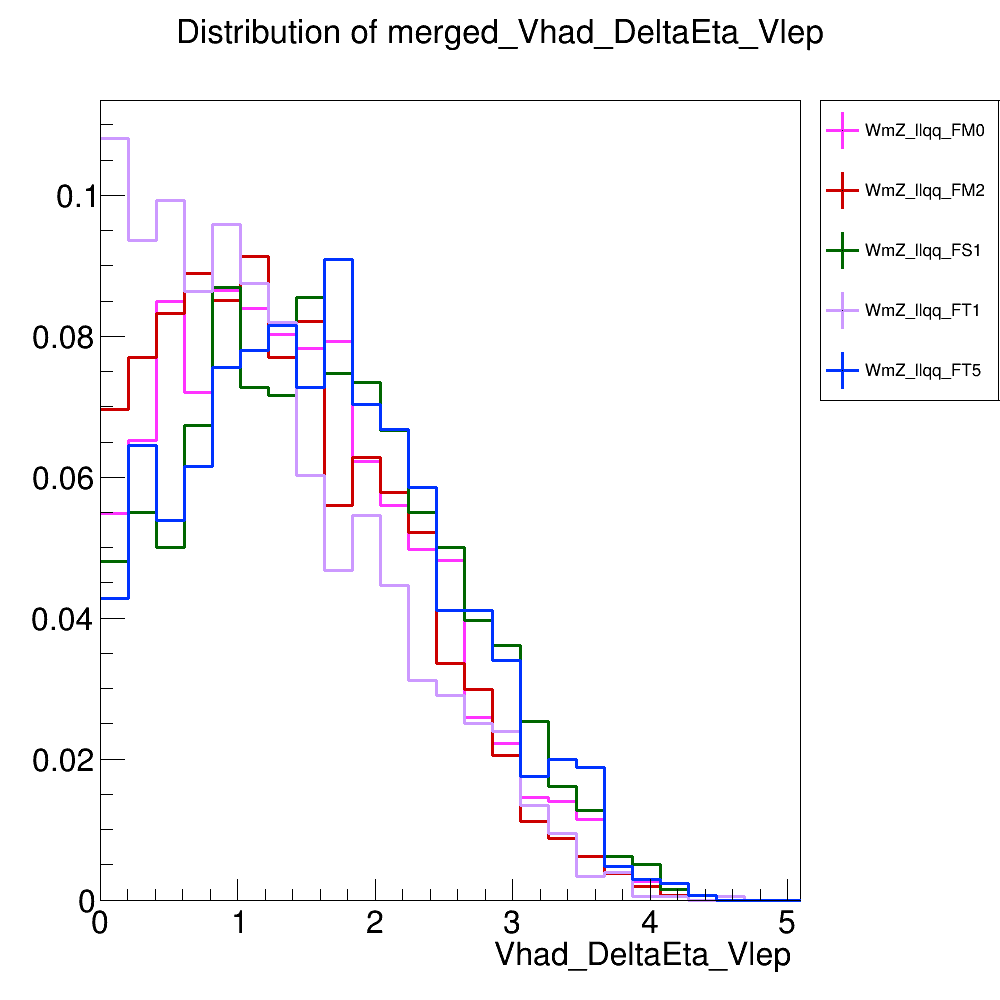 Distribution of merged_Vhad_DeltaEta_Vlep
WmZ_llqq_FM0
WmZ_llqq_FM2
WmZ_llqq_FS1
WmZ_llqq_FT1
WmZ_llqq_FT5
0.1
0.08
0.06
0.04
0.02
0
0 1 2 3 4 5
Vhad_DeltaEta_Vlep